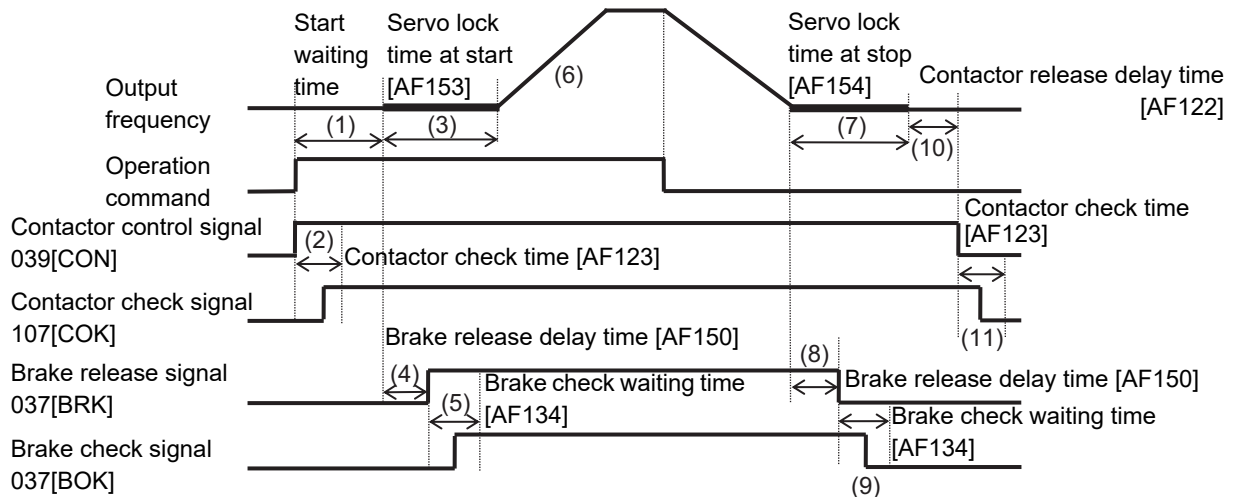 Start
waiting
time
Servo lock
time at start
[AF153]
Servo lock
time at stop
[AF154]
Contactor release delay time
[AF122]
Output
frequency
(1)
(3)
(6)
(7)
(10)
Operation
command
Contactor control signal
039[CON]
(2)
Contactor check time [AF123]
Contactor check time
[AF123]
Contactor check signal
107[COK]
(11)
Brake release delay time [AF150]
Brake release signal
037[BRK]
(4)
(5)
Brake check waiting time
[AF134]
(8)
Brake release delay time [AF150]
Brake check waiting time
[AF134]
Brake check signal
037[BOK]
(9)